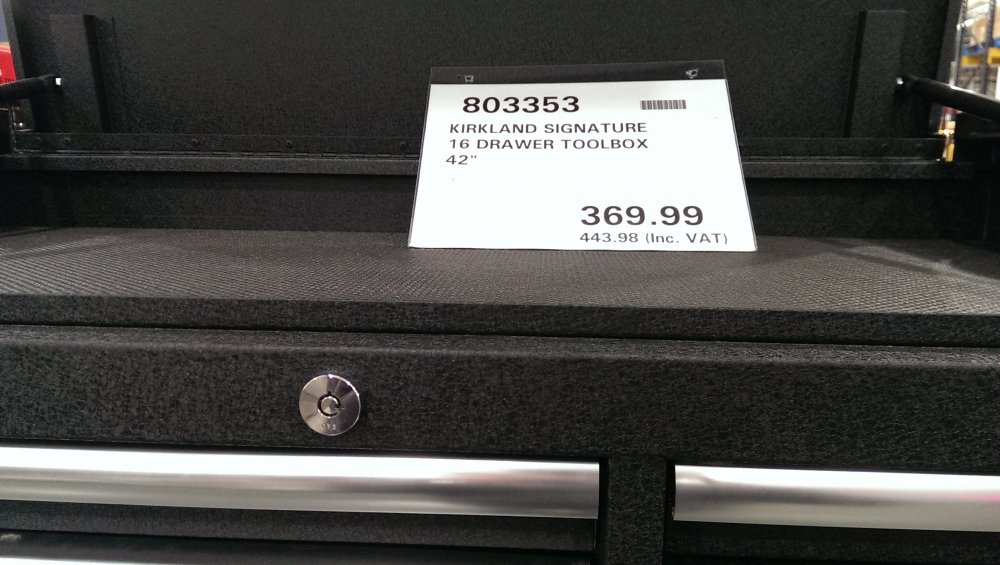 803353
KIRKLAND SIGNATURE
16 DRAWER TOOLBOX
42"
369.99
443.98 (Inc. VAT)